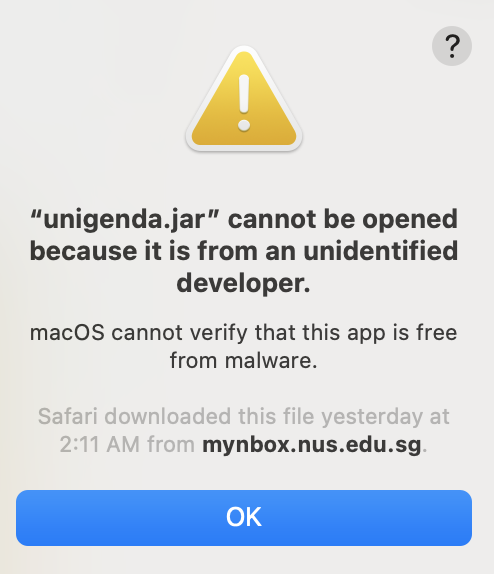 ?
“unigenda.jar” cannot be opened
because it is from an unidentified
developer.
macOS cannot verify that this app is free
from malware.
Safari downloaded this file yesterday at
2:11 AM from mynbox.nus.edu.sg.
OK